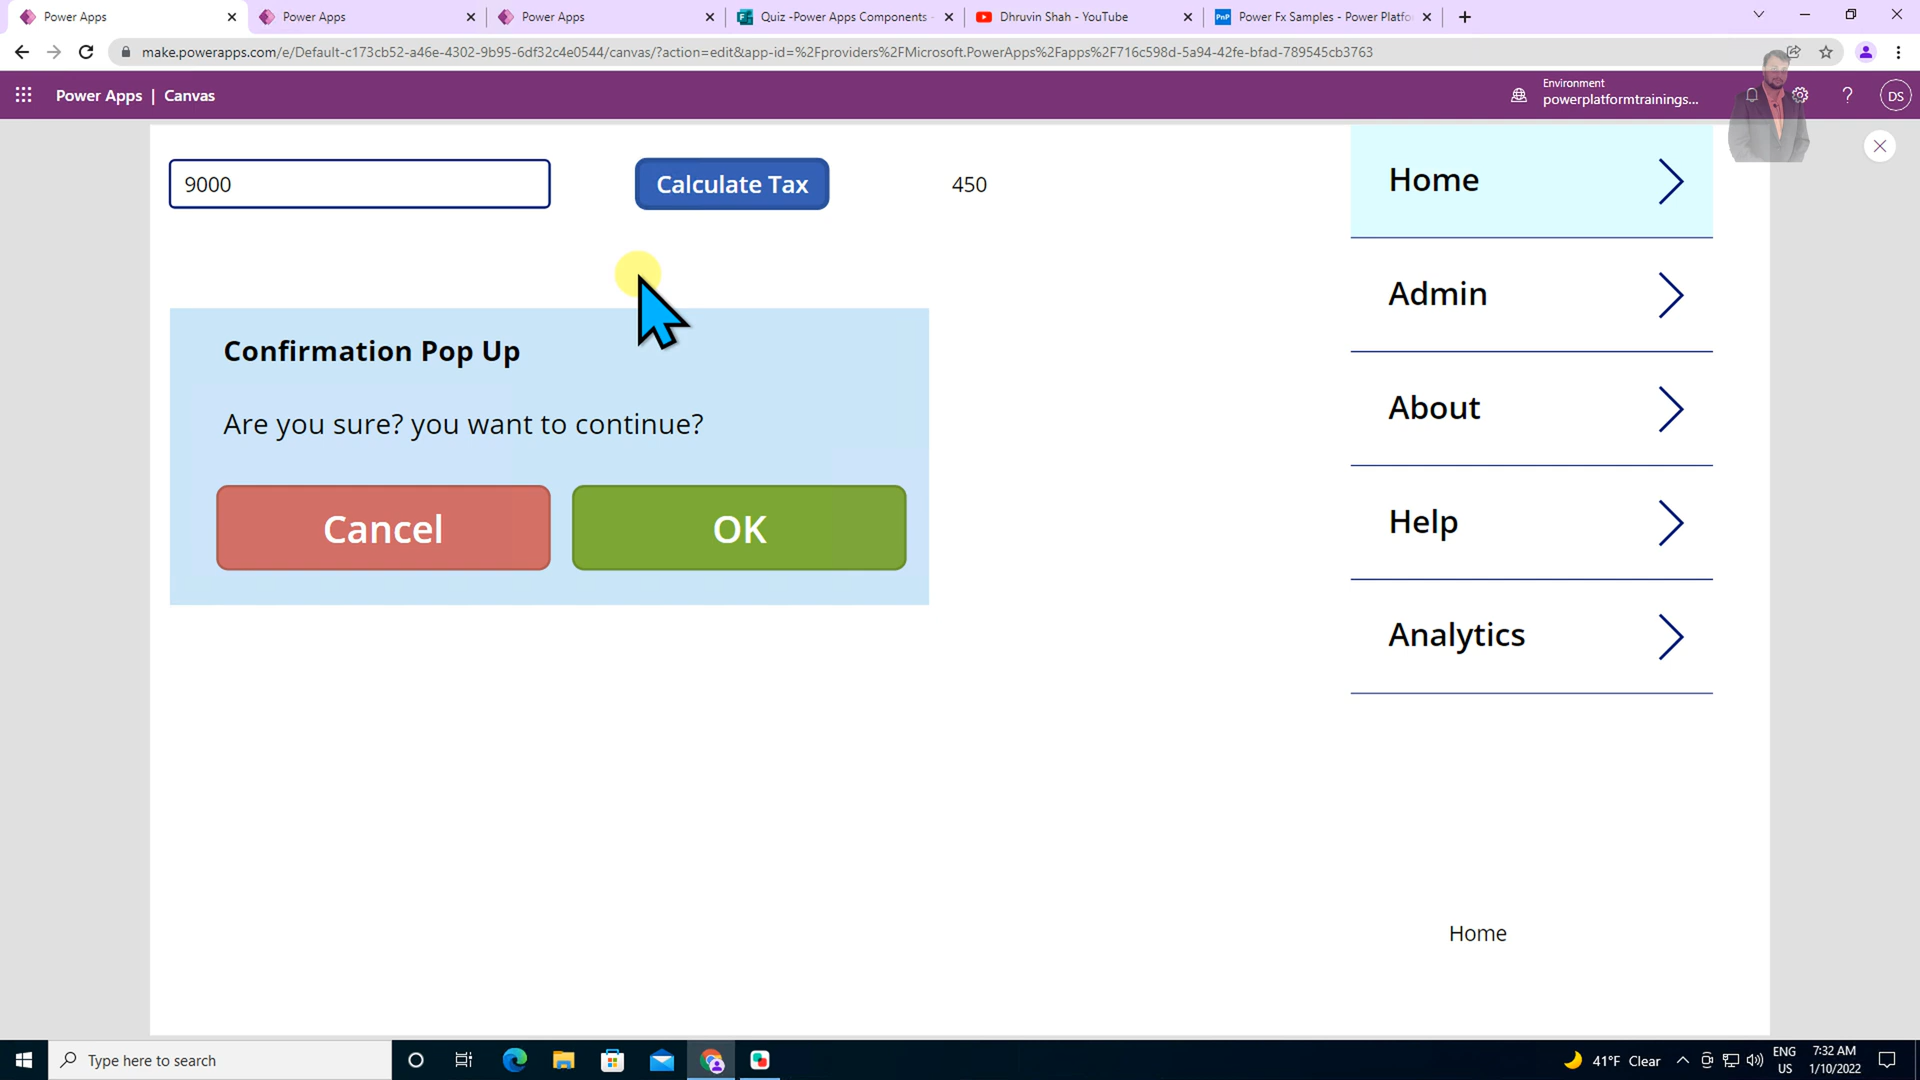 Power Apps
Power Apps
Power Apps
Quiz -Power Apps Components -
Dhruvin Shah - YouTube
PnP
Power Fx Samples - Power Platfo
make.powerapps.com/e/Default-c173cb52-a46e-4302-9b95-6df32c4e0544/canvas/?action=edit&app-id=%2Fproviders%2FMicrosoft.PowerApps%2Fapps%2F716c598d-5a94-42fe-bfad-789545cb3763
Power Apps | Canvas
Environment
powerplatformtrainings...
?
DS
9000
Calculate Tax
450
Home
Admin
About
Help
Analytics
Confirmation Pop Up
Are you sure? you want to continue?
Cancel
OK
Home
Type here to search
41°F Clear
ENG
US
7:32 AM
1/10/2022